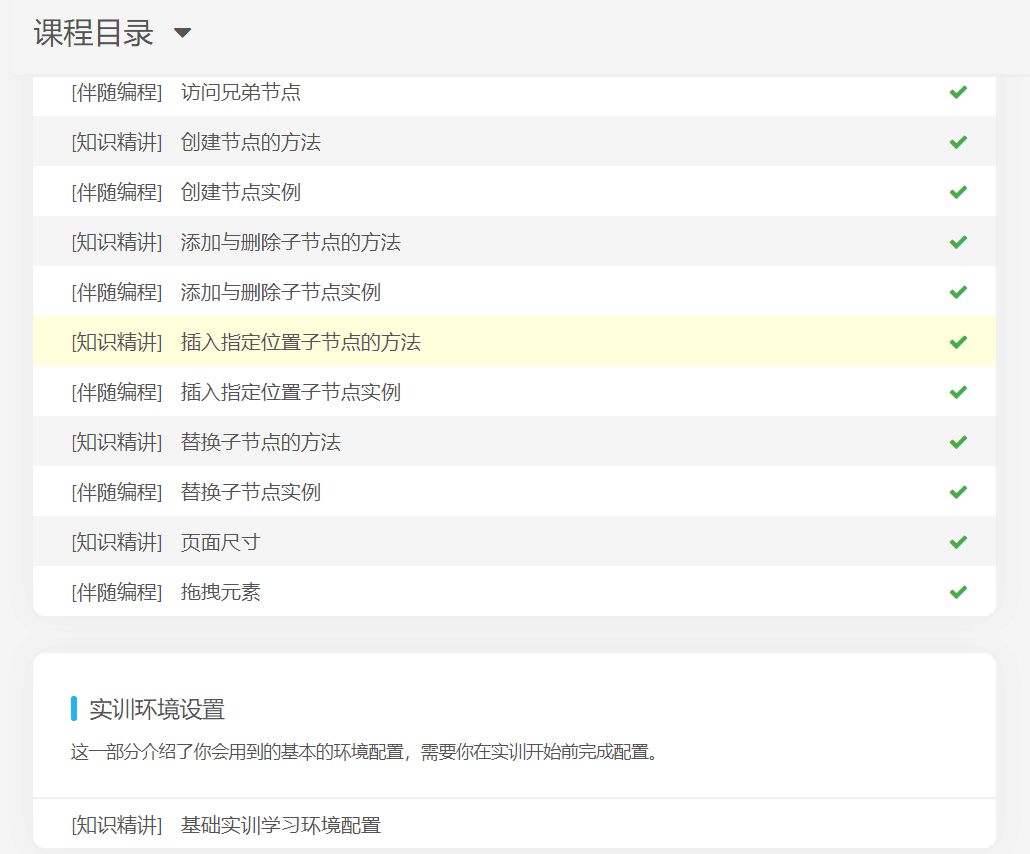 课程目录
[伴随编程] 访问兄弟节点
[知识精讲] 创建节点的方法
[伴随编程] 创建节点实例
[知识精讲] 添加与删除子节点的方法
[伴随编程] 添加与删除子节点实例
[知识精讲] 插入指定位置子节点的方法
[伴随编程] 插入指定位置子节点实例
[知识精讲] 替换子节点的方法
[伴随编程] 替换子节点实例
[知识精讲] 页面尺寸
[伴随编程] 拖拽元素
实训环境设置
这一部分介绍了你会用到的基本的环境配置，需要你在实训开始前完成配置。
[知识精讲] 基础实训学习环境配置